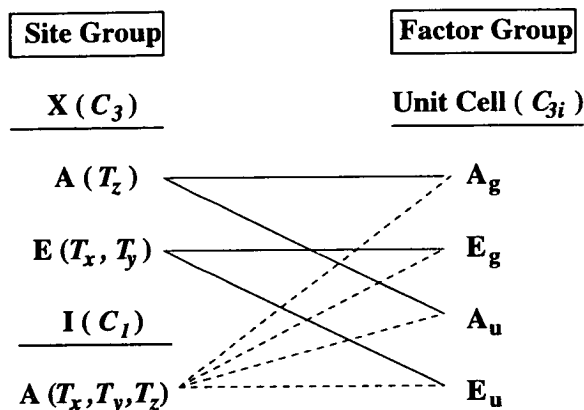 Site Group
Factor Group
X ( C3 )
Unit Cell ( C3i )
A ( Tz )
Ag
E ( Tx , Ty )
Eg
I ( C1 )
Au
A ( Tx , Ty , Tz )
Eu